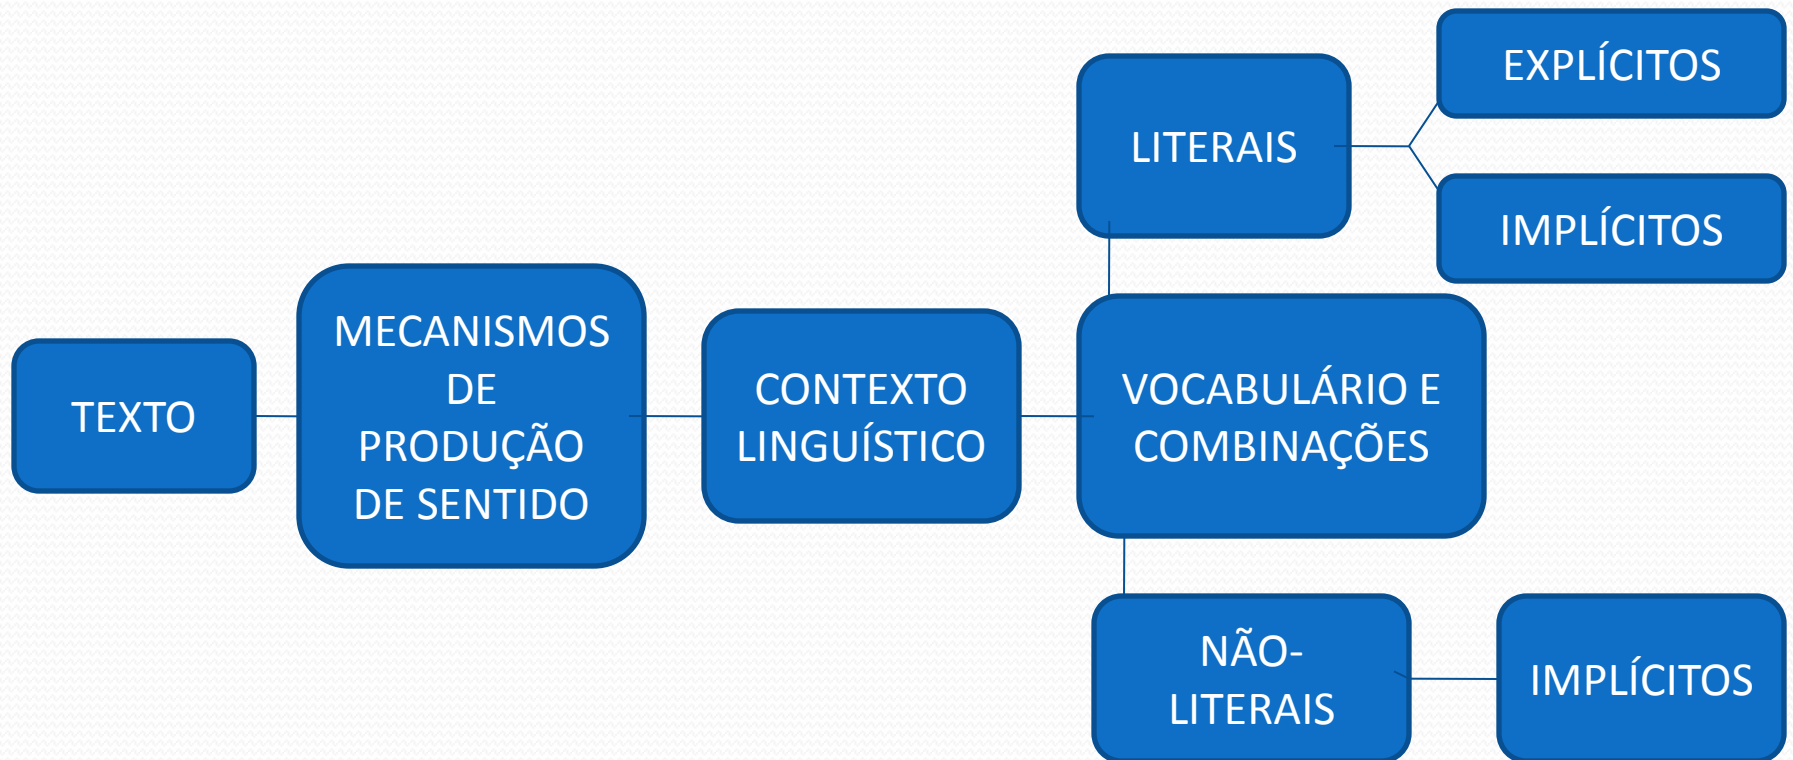 TEXTO
MECANISMOS
DE
PRODUÇÃO
DE SENTIDO
CONTEXTO
LINGUÍSTICO
LITERAIS
EXPLÍCITOS
IMPLÍCITOS
VOCABULÁRIO E
COMBINAÇÕES
NÃO-
LITERAIS
IMPLÍCITOS